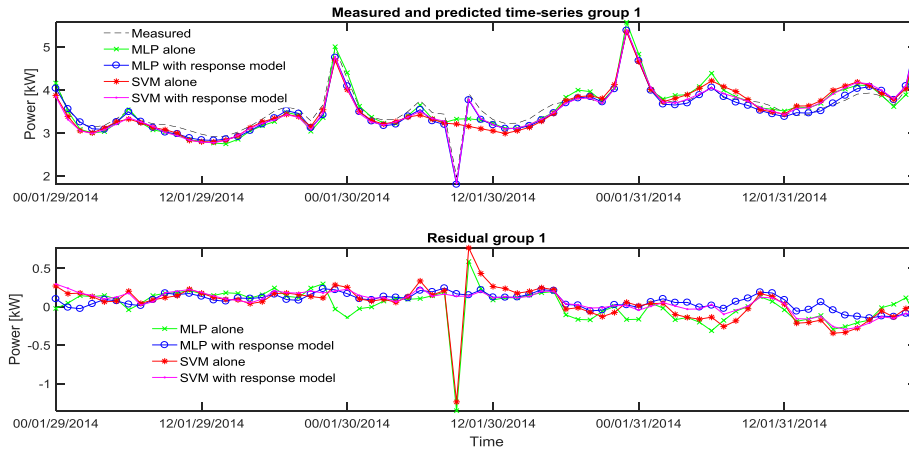 Measured and predicted time-series group 1
Power [kW]
5
4
3
2
Measured
MLP alone
MLP with response model
SVM alone
SVM with response model
00/01/29/2014
12/01/29/2014
00/01/30/2014
12/01/30/2014
00/01/31/2014
12/01/31/2014
Residual group 1
Power [kW]
0.5
0
-0.5
-1
MLP alone
MLP with response model
SVM alone
SVM with response model
00/01/29/2014
12/01/29/2014
00/01/30/2014
12/01/30/2014
00/01/31/2014
12/01/31/2014
Time